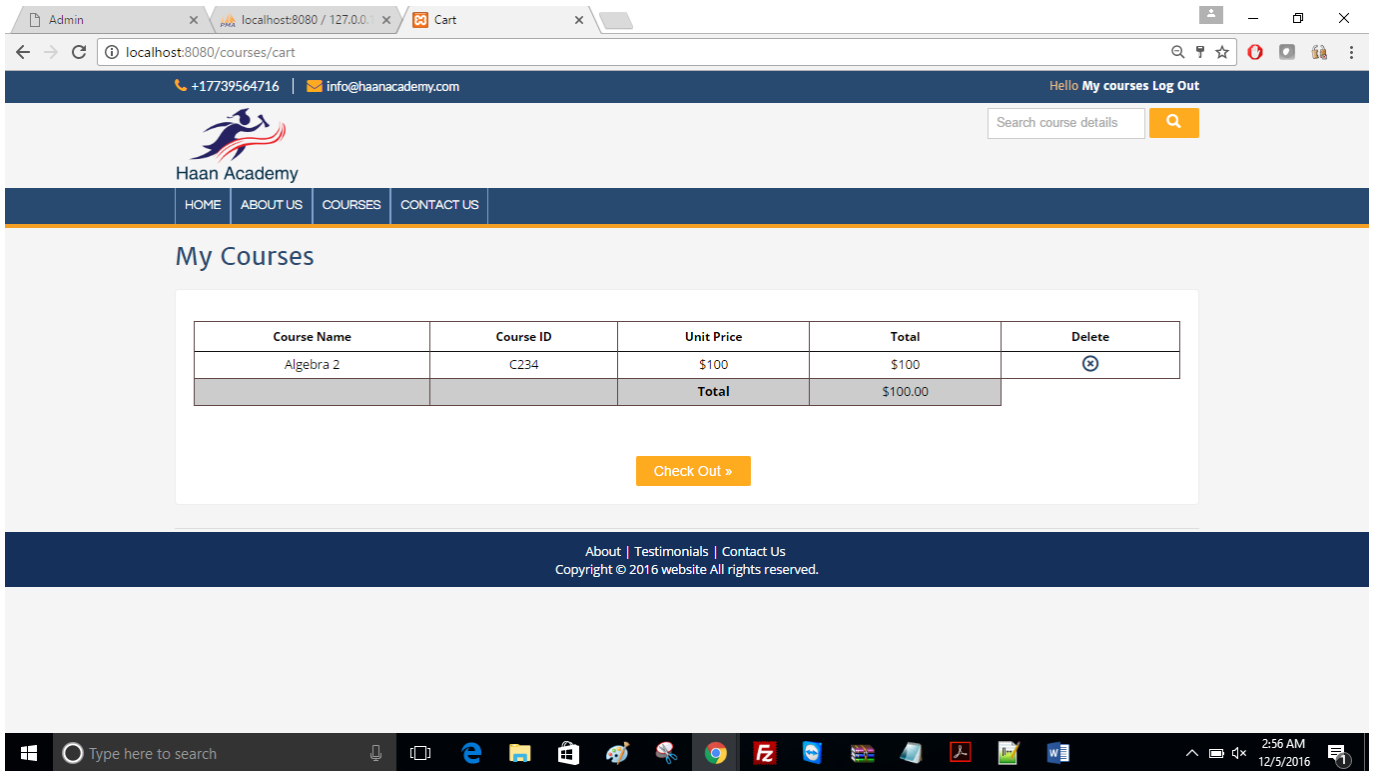 Admin
localhost:8080 / 127.0.0.1
Cart
localhost:8080/courses/cart
+17739564716 | info@haanacademy.com
Hello My courses Log Out
Search course details
Haan Academy
HOME
ABOUT US
COURSES
CONTACT US
My Courses
Course Name Course ID Unit Price Total Delete
Algebra 2 C234 $100 $100
Total $100.00
Check Out »
About | Testimonials | Contact Us
Copyright © 2016 website All rights reserved.
Type here to search
2:56 AM
12/5/2016
1